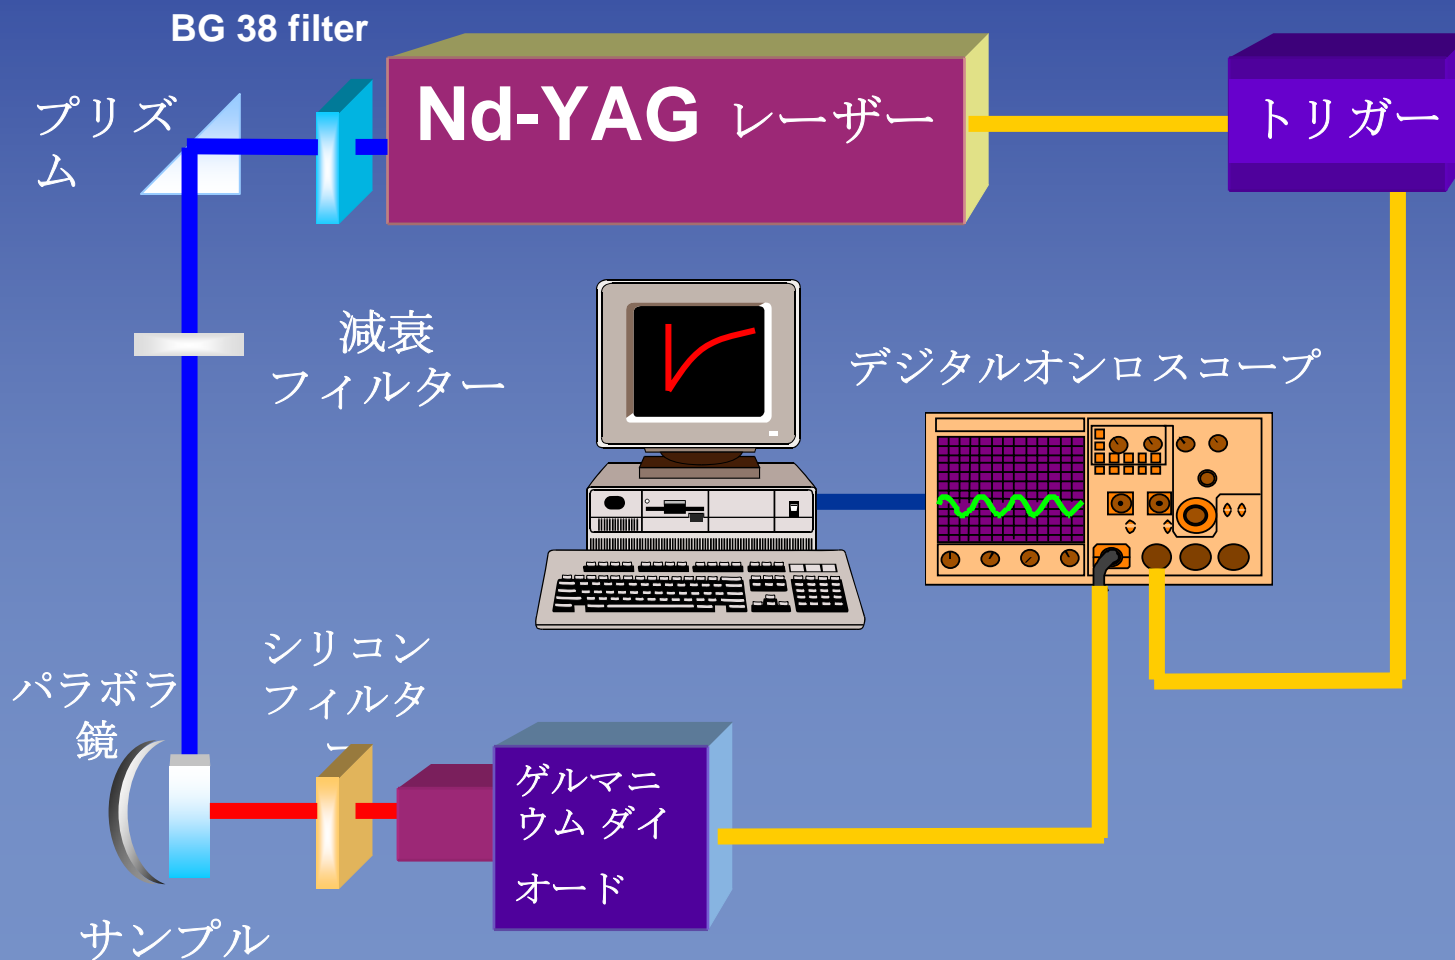 BG 38 filter
プリズ
ム
Nd-YAG レーザー
トリガー
減衰
フィルター
デジタルオシロスコープ
シリコン
フィルタ
ー
パラボラ
鏡
ゲルマニ
ウム ダイ
オード
サンプル